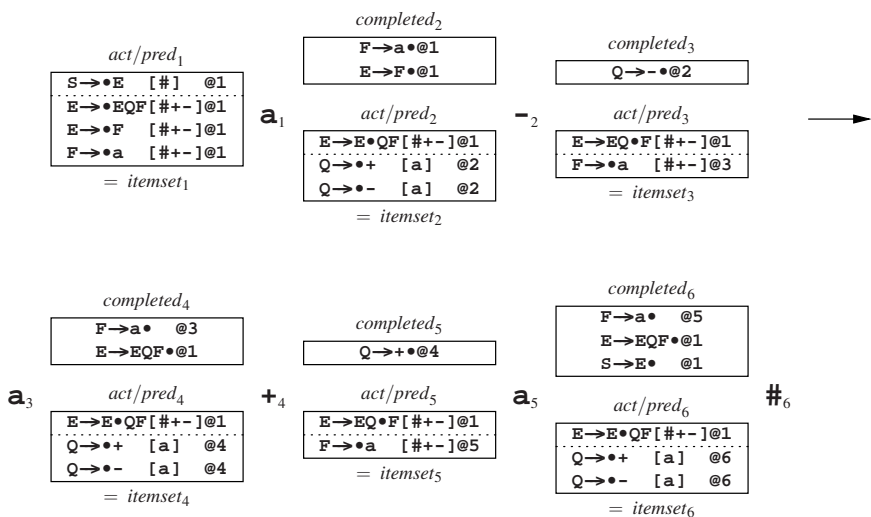 act/pred₁
S→•E [#] @1
E→•EQF[#+-]@1
E→•F [#+-]@1
F→•a [#+-]@1
= itemset₁
a₁
completed₂
F→a•@1
E→F•@1
act/pred₂
E→E•QF[#+-]@1
Q→•+ [a] @2
Q→•- [a] @2
= itemset₂
-₂
completed₃
Q→-•@2
act/pred₃
E→EQ•F[#+-]@1
F→•a [#+-]@3
= itemset₃
a₃
completed₄
F→a• @3
E→EQF•@1
act/pred₄
E→E•QF[#+-]@1
Q→•+ [a] @4
Q→•- [a] @4
= itemset₄
+₄
completed₅
Q→+•@4
act/pred₅
E→EQ•F[#+-]@1
F→•a [#+-]@5
= itemset₅
a₅
completed₆
F→a• @5
E→EQF•@1
S→E• @1
act/pred₆
E→E•QF[#+-]@1
Q→•+ [a] @6
Q→•- [a] @6
= itemset₆
#₆